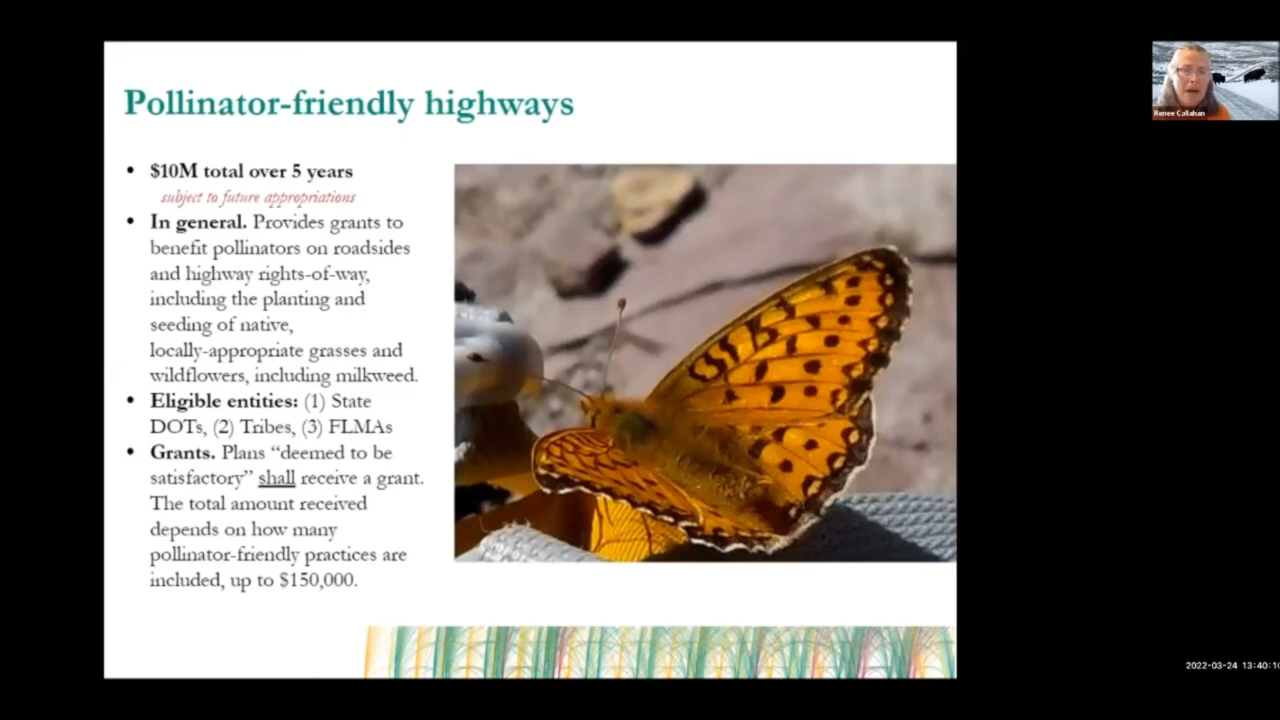 Pollinator-friendly highways
• $10M total over 5 years
subject to future appropriations
• In general. Provides grants to
benefit pollinators on roadsides
and highway rights-of-way,
including the planting and
seeding of native,
locally-appropriate grasses and
wildflowers, including milkweed.
• Eligible entities: (1) State
DOTs, (2) Tribes, (3) FLMAs
• Grants. Plans “deemed to be
satisfactory” shall receive a grant.
The total amount received
depends on how many
pollinator-friendly practices are
included, up to $150,000.
Renee Callahan
2022-03-24 13:40:10